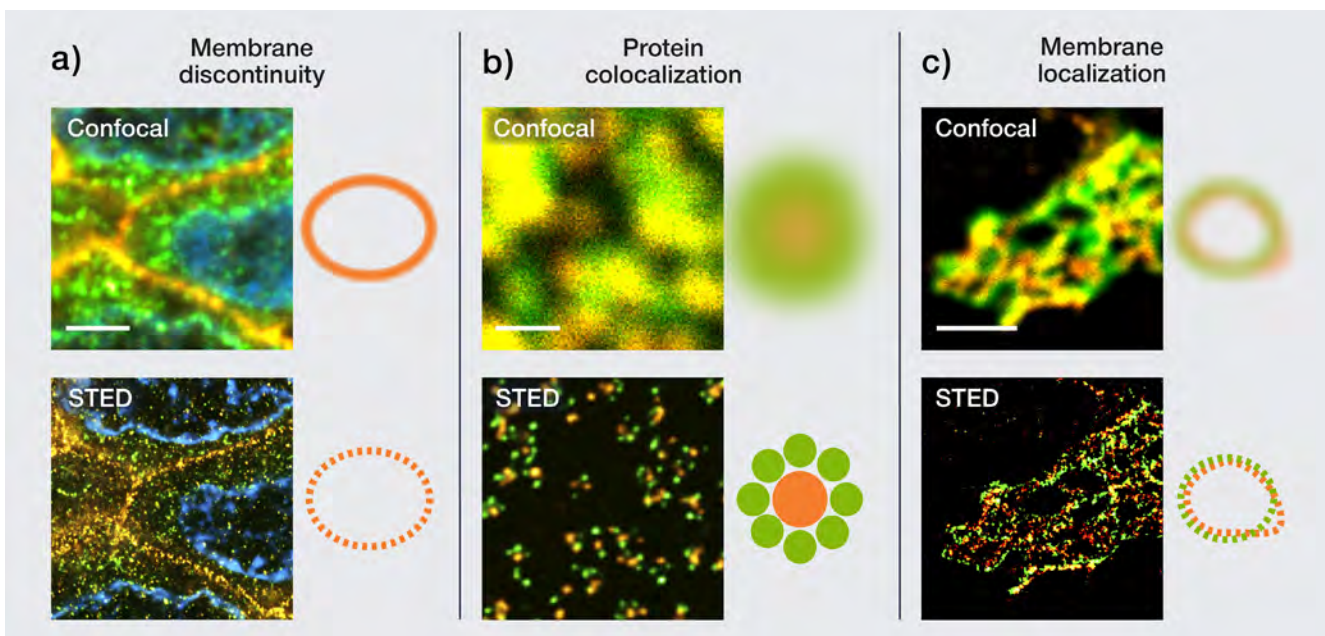 a)
Membrane
discontinuity
Confocal
STED
b)
Protein
colocalization
Confocal
STED
c)
Membrane
localization
Confocal
STED